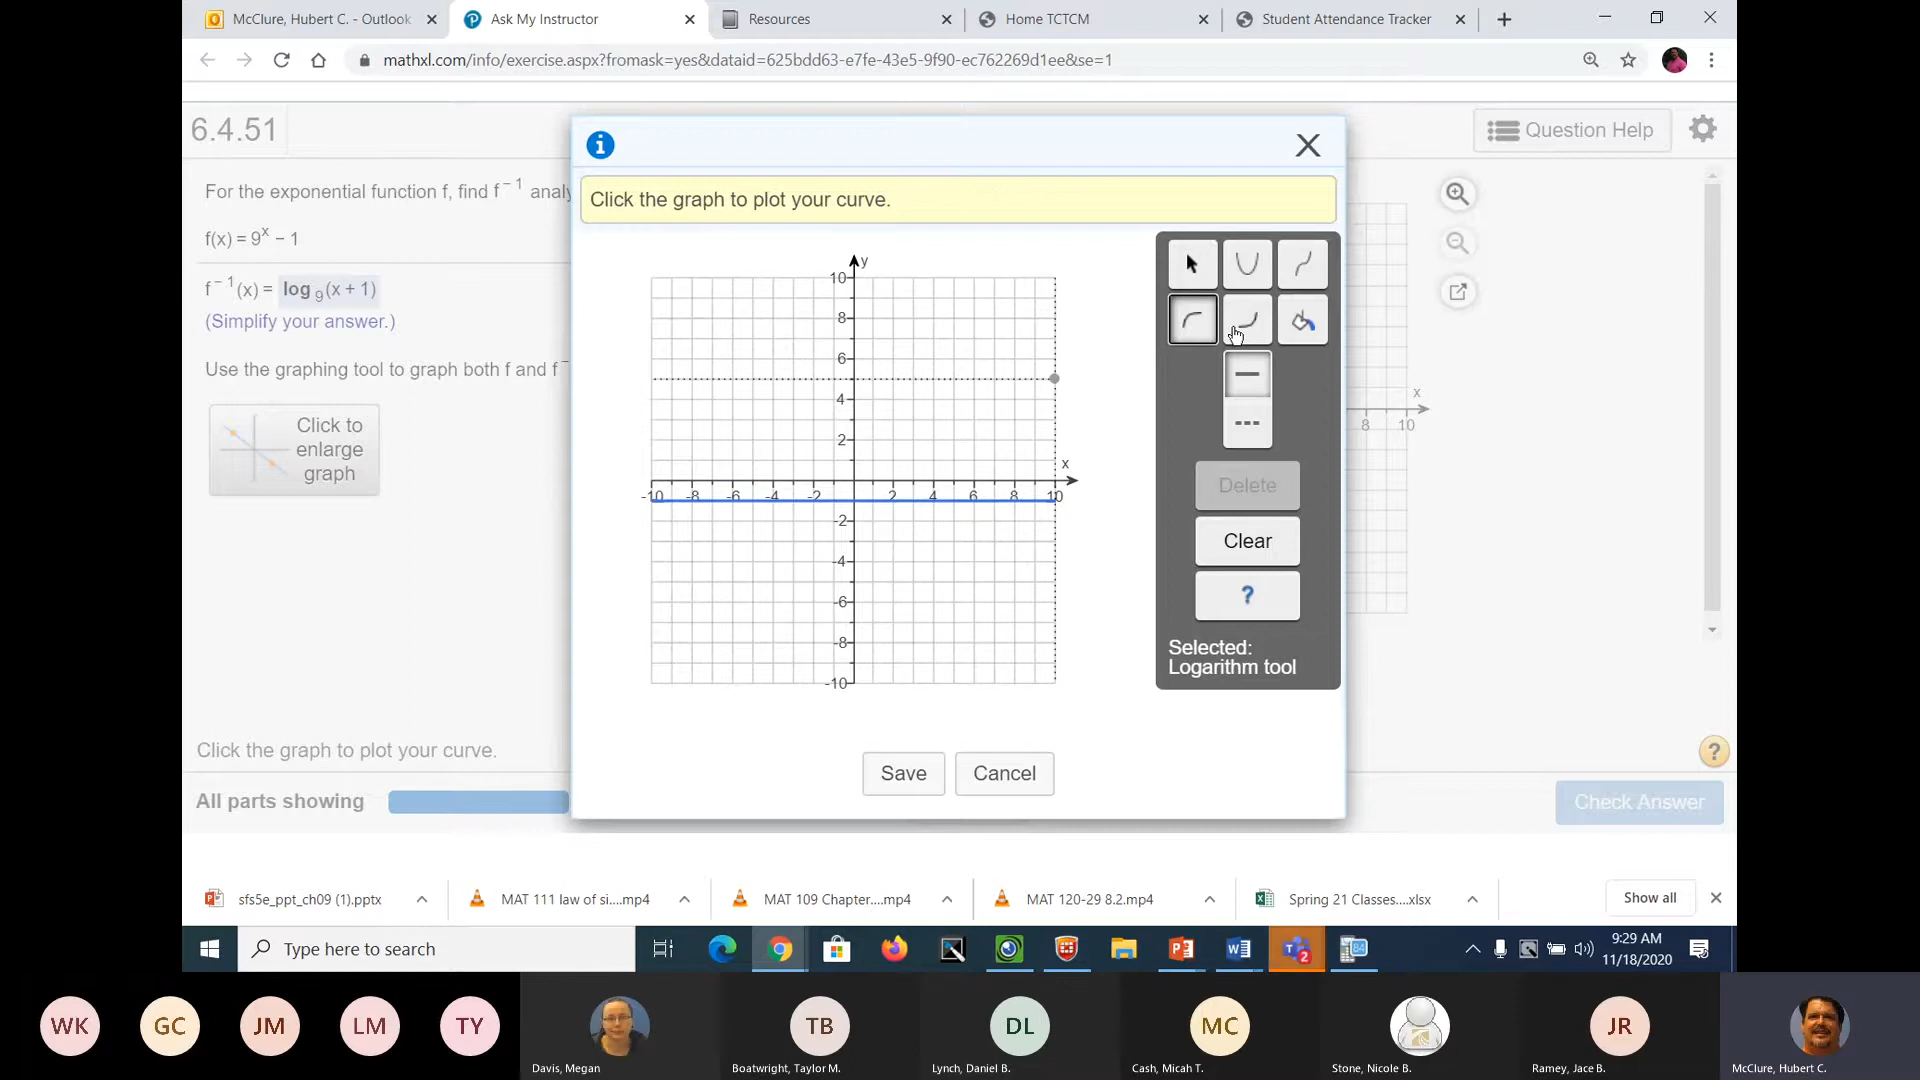 McClure, Hubert C. - Outlook
Ask My Instructor
Resources
Home TCTCM
Student Attendance Tracker
mathxl.com/info/exercise.aspx?fromask=yes&dataid=625bdd63-e7fe-43e5-9f90-ec762269d1ee&se=1
6.4.51
Question Help
For the exponential function f, find f⁻¹ analy
f(x) = 9ˣ − 1
f⁻¹(x) = log₉(x + 1)
(Simplify your answer.)
Use the graphing tool to graph both f and f⁻
Click to
enlarge
graph
Click the graph to plot your curve.
All parts showing
Click the graph to plot your curve.
y
10
8
6
4
2
x
-10 -8 -6 -4 -2 2 4 6 8 10
-2
-4
-6
-8
-10
Delete
Clear
?
Selected:
Logarithm tool
Save
Cancel
x
8 10
?
Check Answer
sfs5e_ppt_ch09 (1).pptx
MAT 111 law of si....mp4
MAT 109 Chapter....mp4
MAT 120-29 8.2.mp4
Spring 21 Classes....xlsx
Show all
Type here to search
84
2
9:29 AM
11/18/2020
WK
GC
JM
LM
TY
TB
DL
MC
JR
Davis, Megan
Boatwright, Taylor M.
Lynch, Daniel B.
Cash, Micah T.
Stone, Nicole B.
Ramey, Jace B.
McClure, Hubert C.